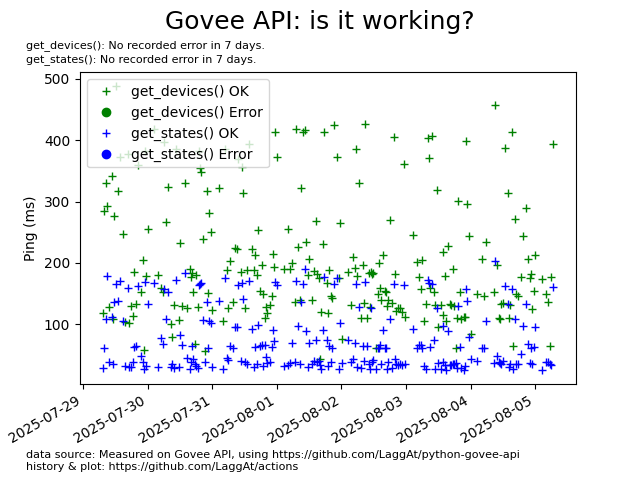 Govee API: is it working?
get_devices(): No recorded error in 7 days.
get_states(): No recorded error in 7 days.
get_devices() OK
get_devices() Error
get_states() OK
get_states() Error
Ping (ms)
500
400
300
200
100
2025-07-29
2025-07-30
2025-07-31
2025-08-01
2025-08-02
2025-08-03
2025-08-04
2025-08-05
data source: Measured on Govee API, using https://github.com/LaggAt/python-govee-api
history & plot: https://github.com/LaggAt/actions